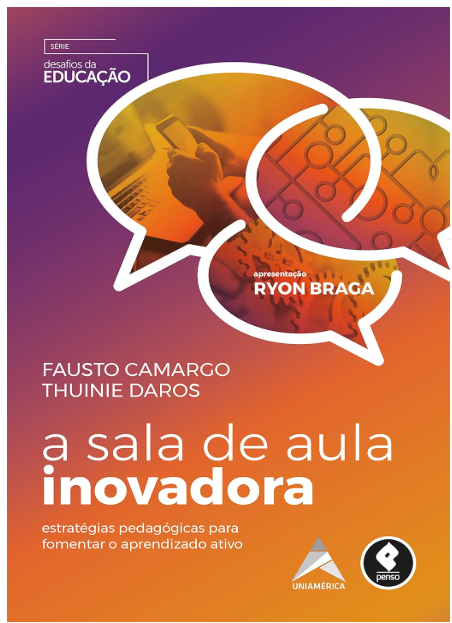 SÉRIE
desafios da
EDUCAÇÃO
apresentação
RYON BRAGA
FAUSTO CAMARGO
THUINIE DAROS
a sala de aula
inovadora
estratégias pedagógicas para
fomentar o aprendizado ativo
UNIAMÉRICA
penso